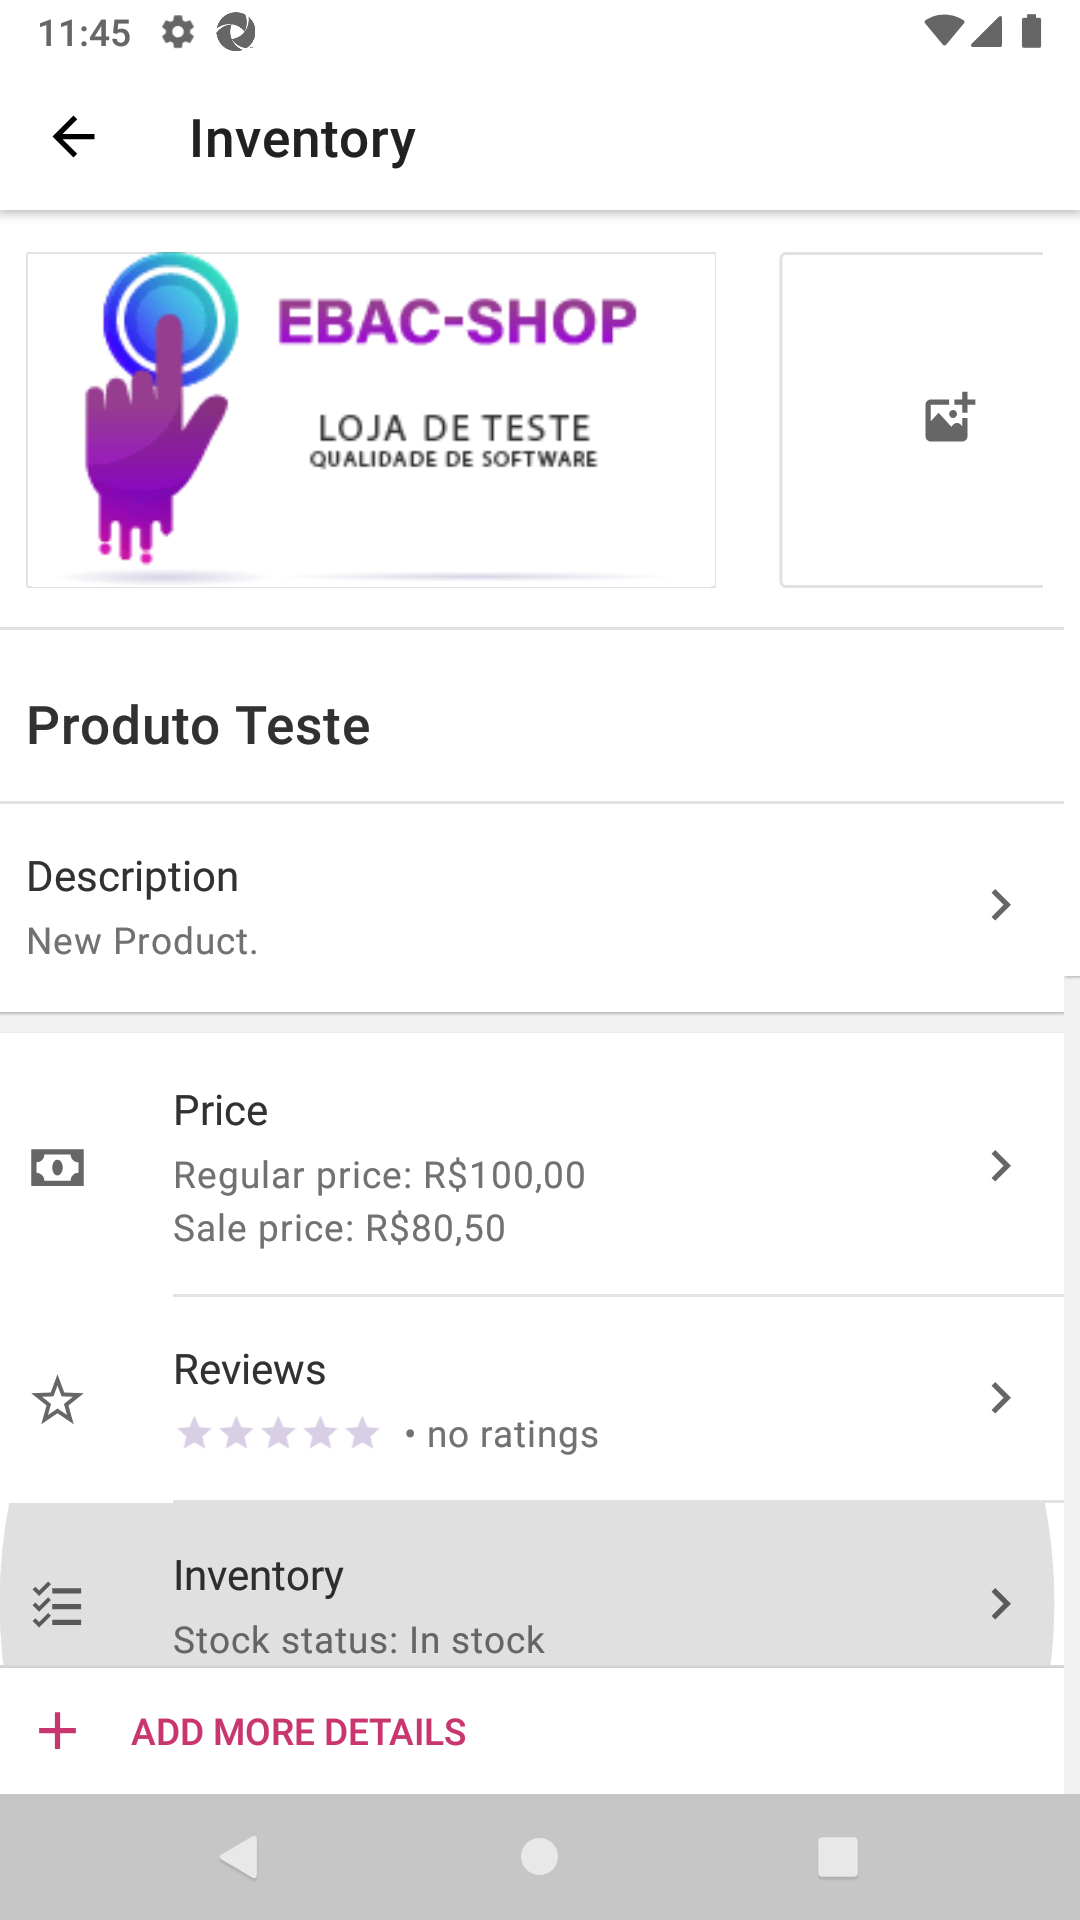 11:45
Inventory
EBAC-SHOP
LOJA DE TESTE
QUALIDADE DE SOFTWARE
Produto Teste
Description
New Product.
Price
Regular price: R$100,00
Sale price: R$80,50
Reviews
• no ratings
Inventory
Stock status: In stock
ADD MORE DETAILS